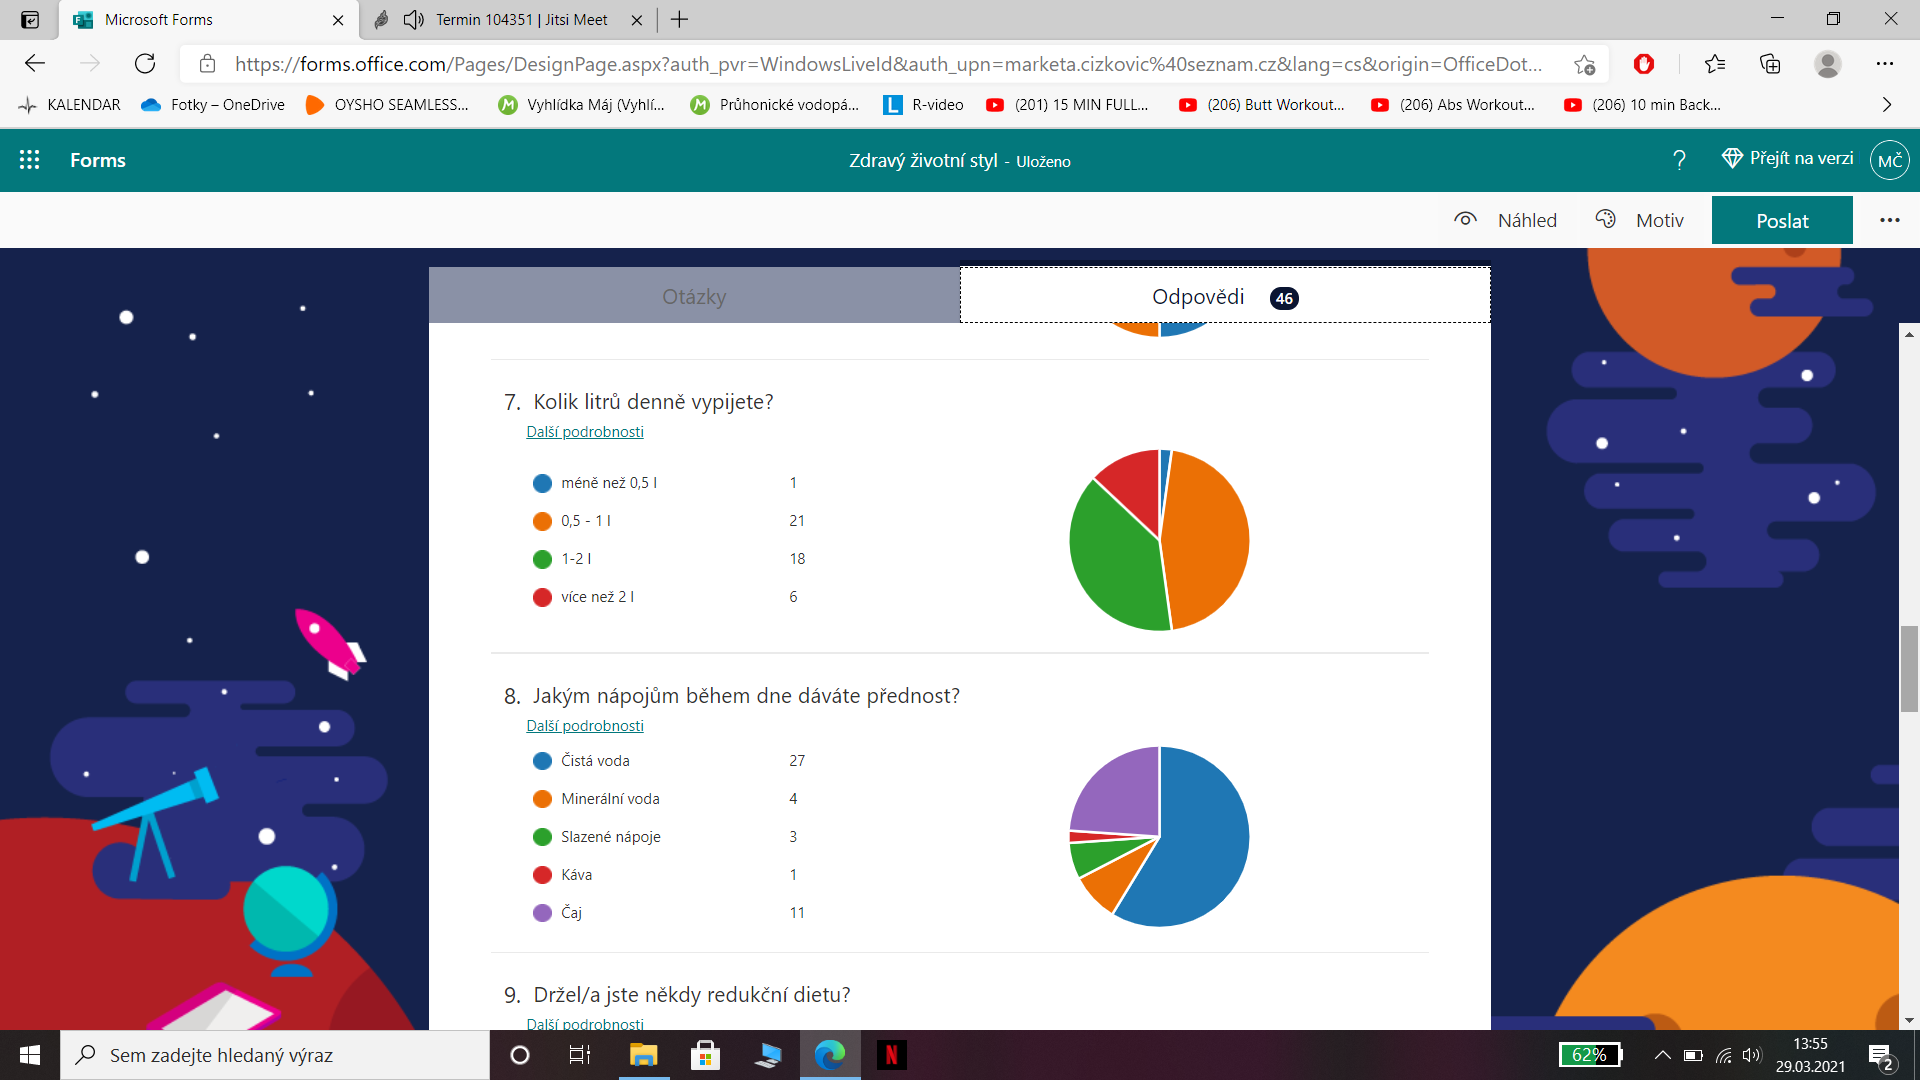 Microsoft Forms
Termin 104351 | Jitsi Meet
https://forms.office.com/Pages/DesignPage.aspx?auth_pvr=WindowsLiveId&auth_upn=marketa.cizkovic%40seznam.cz&lang=cs&origin=OfficeDot...
KALENDAR
Fotky – OneDrive
OYSHO SEAMLESS...
Vyhlídka Máj (Vyhlí...
Průhonické vodopá...
L R-video
(201) 15 MIN FULL...
(206) Butt Workout...
(206) Abs Workout...
(206) 10 min Back...
Forms
Zdravý životní styl - Uloženo
?
Přejít na verzi
MČ
Náhled
Motiv
Poslat
Otázky
Odpovědi 46
7. Kolik litrů denně vypijete?
Další podrobnosti
méně než 0,5 l 1
0,5 - 1 l 21
1-2 l 18
více než 2 l 6
8. Jakým nápojům během dne dáváte přednost?
Další podrobnosti
Čistá voda 27
Minerální voda 4
Slazené nápoje 3
Káva 1
Čaj 11
9. Držel/a jste někdy redukční dietu?
Další podrobnosti
Sem zadejte hledaný výraz
N
62%
13:55
29.03.2021
2